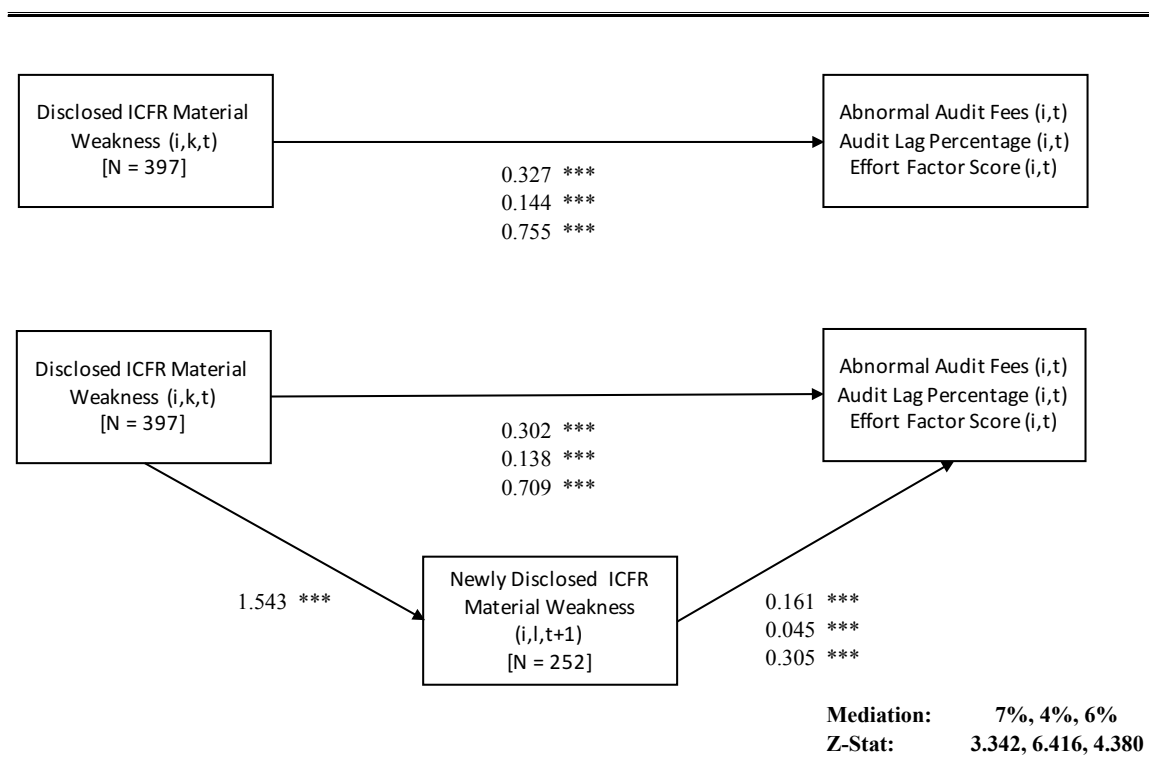 Disclosed ICFR Material
Weakness (i,k,t)
[N = 397]
Abnormal Audit Fees (i,t)
Audit Lag Percentage (i,t)
Effort Factor Score (i,t)
0.327 ***
0.144 ***
0.755 ***
Disclosed ICFR Material
Weakness (i,k,t)
[N = 397]
Abnormal Audit Fees (i,t)
Audit Lag Percentage (i,t)
Effort Factor Score (i,t)
0.302 ***
0.138 ***
0.709 ***
1.543 ***
Newly Disclosed ICFR
Material Weakness
(i,l,t+1)
[N = 252]
0.161 ***
0.045 ***
0.305 ***
Mediation: 7%, 4%, 6%
Z-Stat: 3.342, 6.416, 4.380